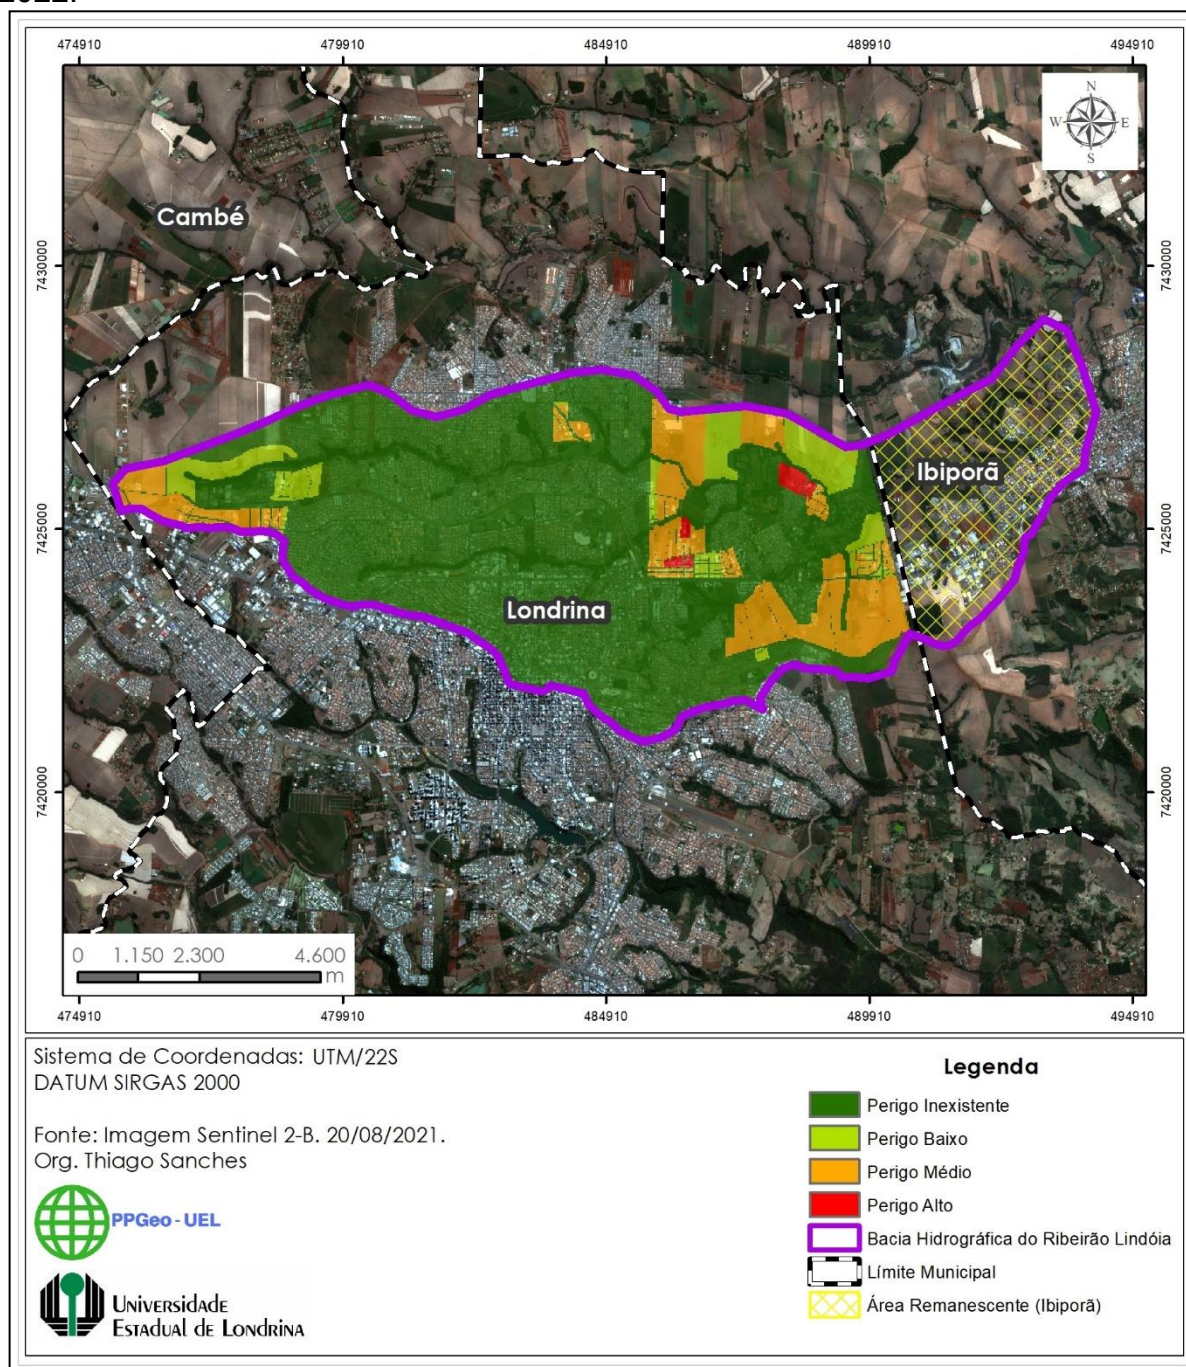 2022.
474910 479910 484910 489910 494910
N
W E
S
Cambé
7430000 7430000
Ibiporã
7425000 7425000
Londrina
7420000 7420000
0 1.150 2.300 4.600
m
474910 479910 484910 489910 494910
Sistema de Coordenadas: UTM/22S
DATUM SIRGAS 2000
Fonte: Imagem Sentinel 2-B. 20/08/2021.
Org. Thiago Sanches
PPGeo - UEL
UNIVERSIDADE
ESTADUAL DE LONDRINA
Legenda
Perigo Inexistente
Perigo Baixo
Perigo Médio
Perigo Alto
Bacia Hidrográfica do Ribeirão Lindóia
Límite Municipal
Área Remanescente (Ibiporã)